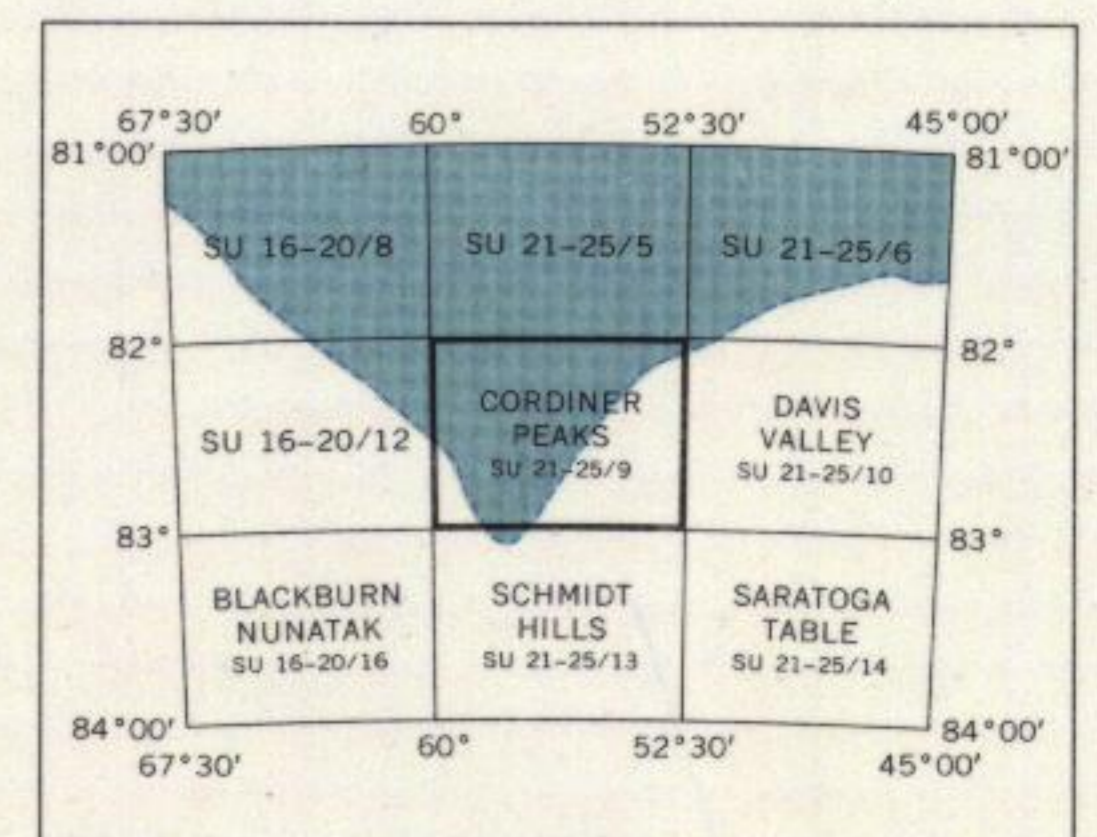 67°30′ 60° 52°30′ 45°00′
81°00′ 81°00′
SU 16-20/8 SU 21-25/5 SU 21-25/6
82° 82°
SU 16-20/12
CORDINER
PEAKS
SU 21-25/9
DAVIS
VALLEY
SU 21-25/10
83° 83°
BLACKBURN
NUNATAK
SU 16-20/16
SCHMIDT
HILLS
SU 21-25/13
SARATOGA
TABLE
SU 21-25/14
84°00′ 84°00′
67°30′ 60° 52°30′ 45°00′